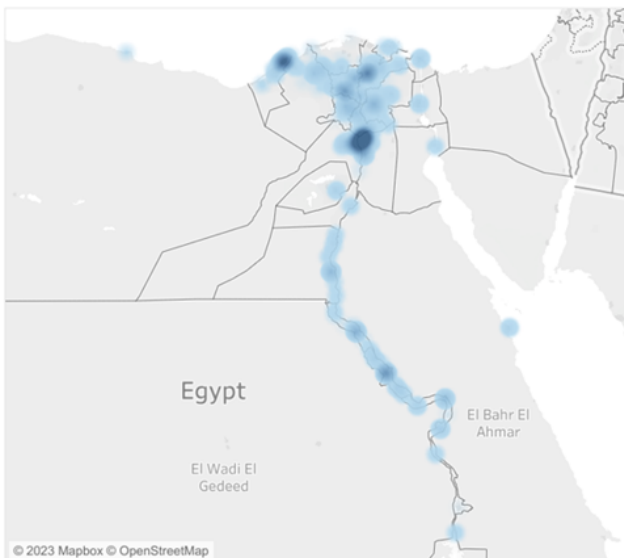 Egypt
El Bahr El
Ahmar
El Wadi El
Gedeed
© 2023 Mapbox © OpenStreetMap